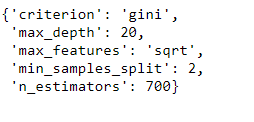 {'criterion': 'gini',
'max_depth': 20,
'max_features': 'sqrt',
'min_samples_split': 2,
'n_estimators': 700}